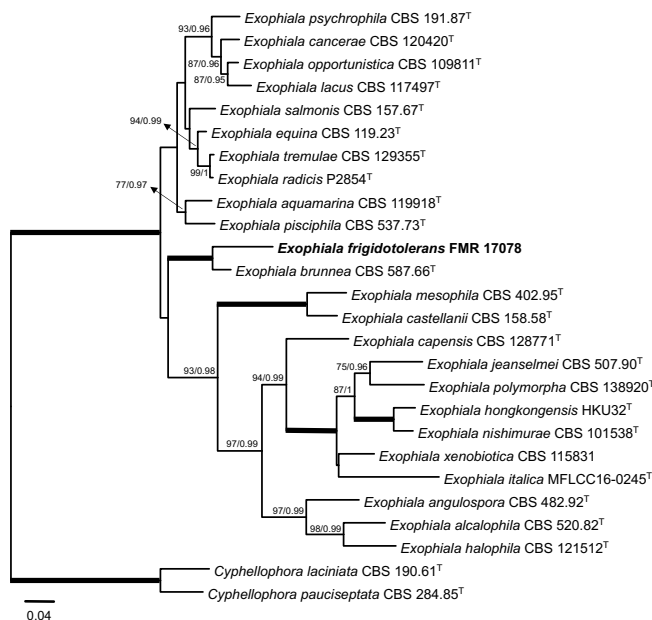 93/0.96
Exophiala psychrophila CBS 191.87ᵀ
Exophiala cancerae CBS 120420ᵀ
87/0.96
Exophiala opportunistica CBS 109811ᵀ
87/0.95
Exophiala lacus CBS 117497ᵀ
Exophiala salmonis CBS 157.67ᵀ
94/0.99
Exophiala equina CBS 119.23ᵀ
Exophiala tremulae CBS 129355ᵀ
99/1
Exophiala radicis P2854ᵀ
77/0.97
Exophiala aquamarina CBS 119918ᵀ
Exophiala pisciphila CBS 537.73ᵀ
Exophiala frigidotolerans FMR 17078
Exophiala brunnea CBS 587.66ᵀ
Exophiala mesophila CBS 402.95ᵀ
Exophiala castellanii CBS 158.58ᵀ
Exophiala capensis CBS 128771ᵀ
93/0.98
94/0.99
75/0.96
Exophiala jeanselmei CBS 507.90ᵀ
87/1
Exophiala polymorpha CBS 138920ᵀ
Exophiala hongkongensis HKU32ᵀ
Exophiala nishimurae CBS 101538ᵀ
97/0.99
Exophiala xenobiotica CBS 115831
Exophiala italica MFLCC16-0245ᵀ
Exophiala angulospora CBS 482.92ᵀ
97/0.99
Exophiala alcalophila CBS 520.82ᵀ
98/0.99
Exophiala halophila CBS 121512ᵀ
Cyphellophora laciniata CBS 190.61ᵀ
Cyphellophora pauciseptata CBS 284.85ᵀ
0.04